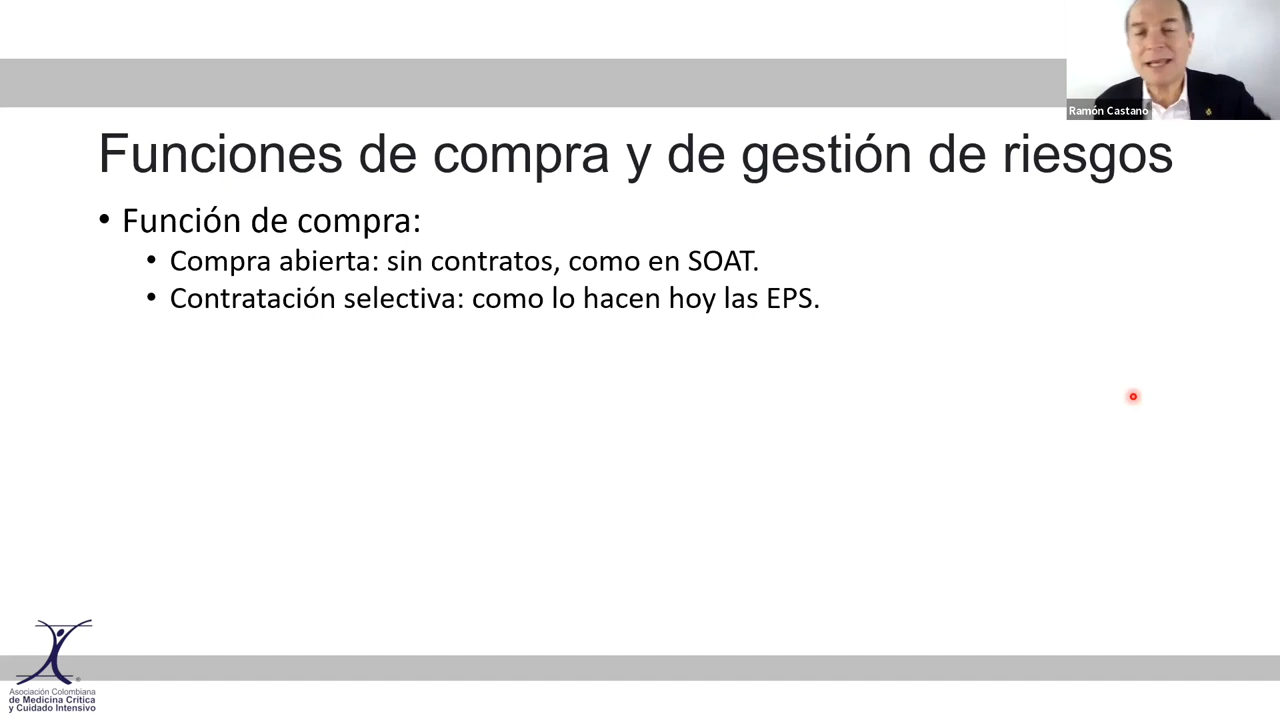 Ramón Castano
Funciones de compra y de gestión de riesgos
• Función de compra:
• Compra abierta: sin contratos, como en SOAT.
• Contratación selectiva: como lo hacen hoy las EPS.
Asociación Colombiana
de Medicina Crítica
y Cuidado Intensivo